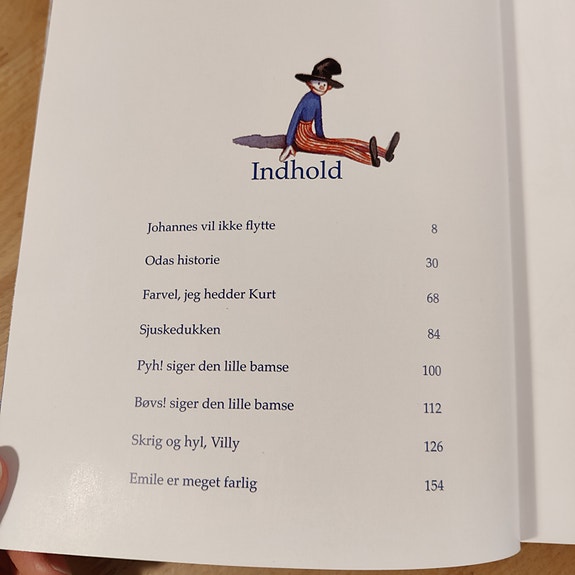 Indhold
Johannes vil ikke flytte 8
Odas historie 30
Farvel, jeg hedder Kurt 68
Sjuskedukken 84
Pyh! siger den lille bamse 100
Bøvs! siger den lille bamse 112
Skrig og hyl, Villy 126
Emile er meget farlig 154